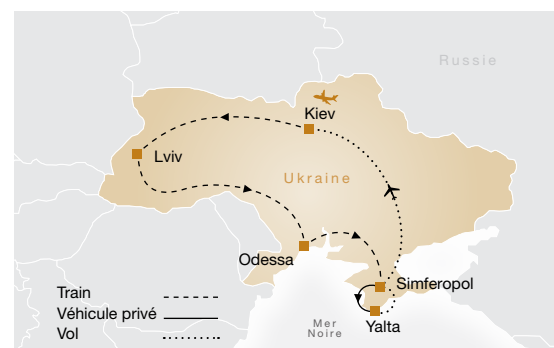 Russie
Kiev
Lviv
Ukraine
Odessa
Simferopol
Yalta
Mer
Noire
Train
Véhicule privé
Vol